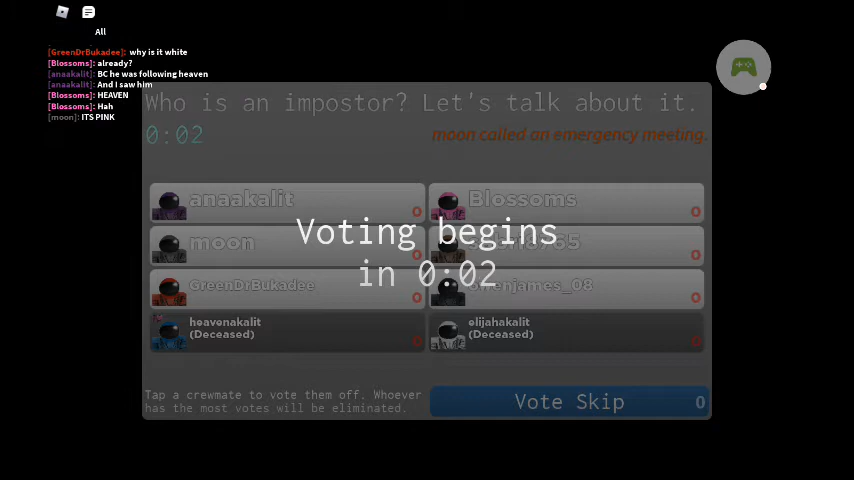 All
[GreenDrBukadee]: why is it white
[Blossoms]: already?
[anaakalit]: BC he was following heaven
[anaakalit]: And I saw him
[Blossoms]: HEAVEN
[Blossoms]: Hah
[moon]: ITS PINK
Who is an impostor? Let's talk about it.
0:02
moon called an emergency meeting.
anaakalit
0
Blossoms
0
moon
0
8765
0
GreenDrBukadee
0
enjames_08
0
heavenakalit
(Deceased)
0
elijahakalit
(Deceased)
0
Voting begins
in 0:02
Tap a crewmate to vote them off. Whoever
has the most votes will be eliminated.
Vote Skip 0